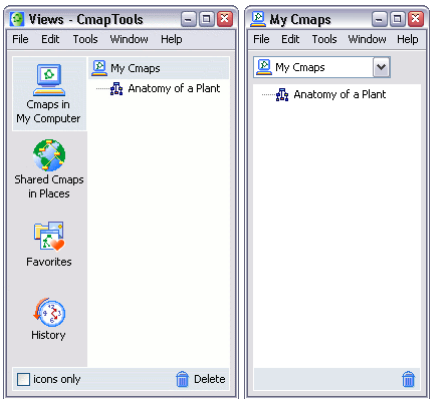 Views - CmapTools
File Edit Tools Window Help
Cmaps in
My Computer
Shared Cmaps
in Places
Favorites
History
My Cmaps
Anatomy of a Plant
icons only
Delete
My Cmaps
File Edit Tools Window Help
My Cmaps
Anatomy of a Plant